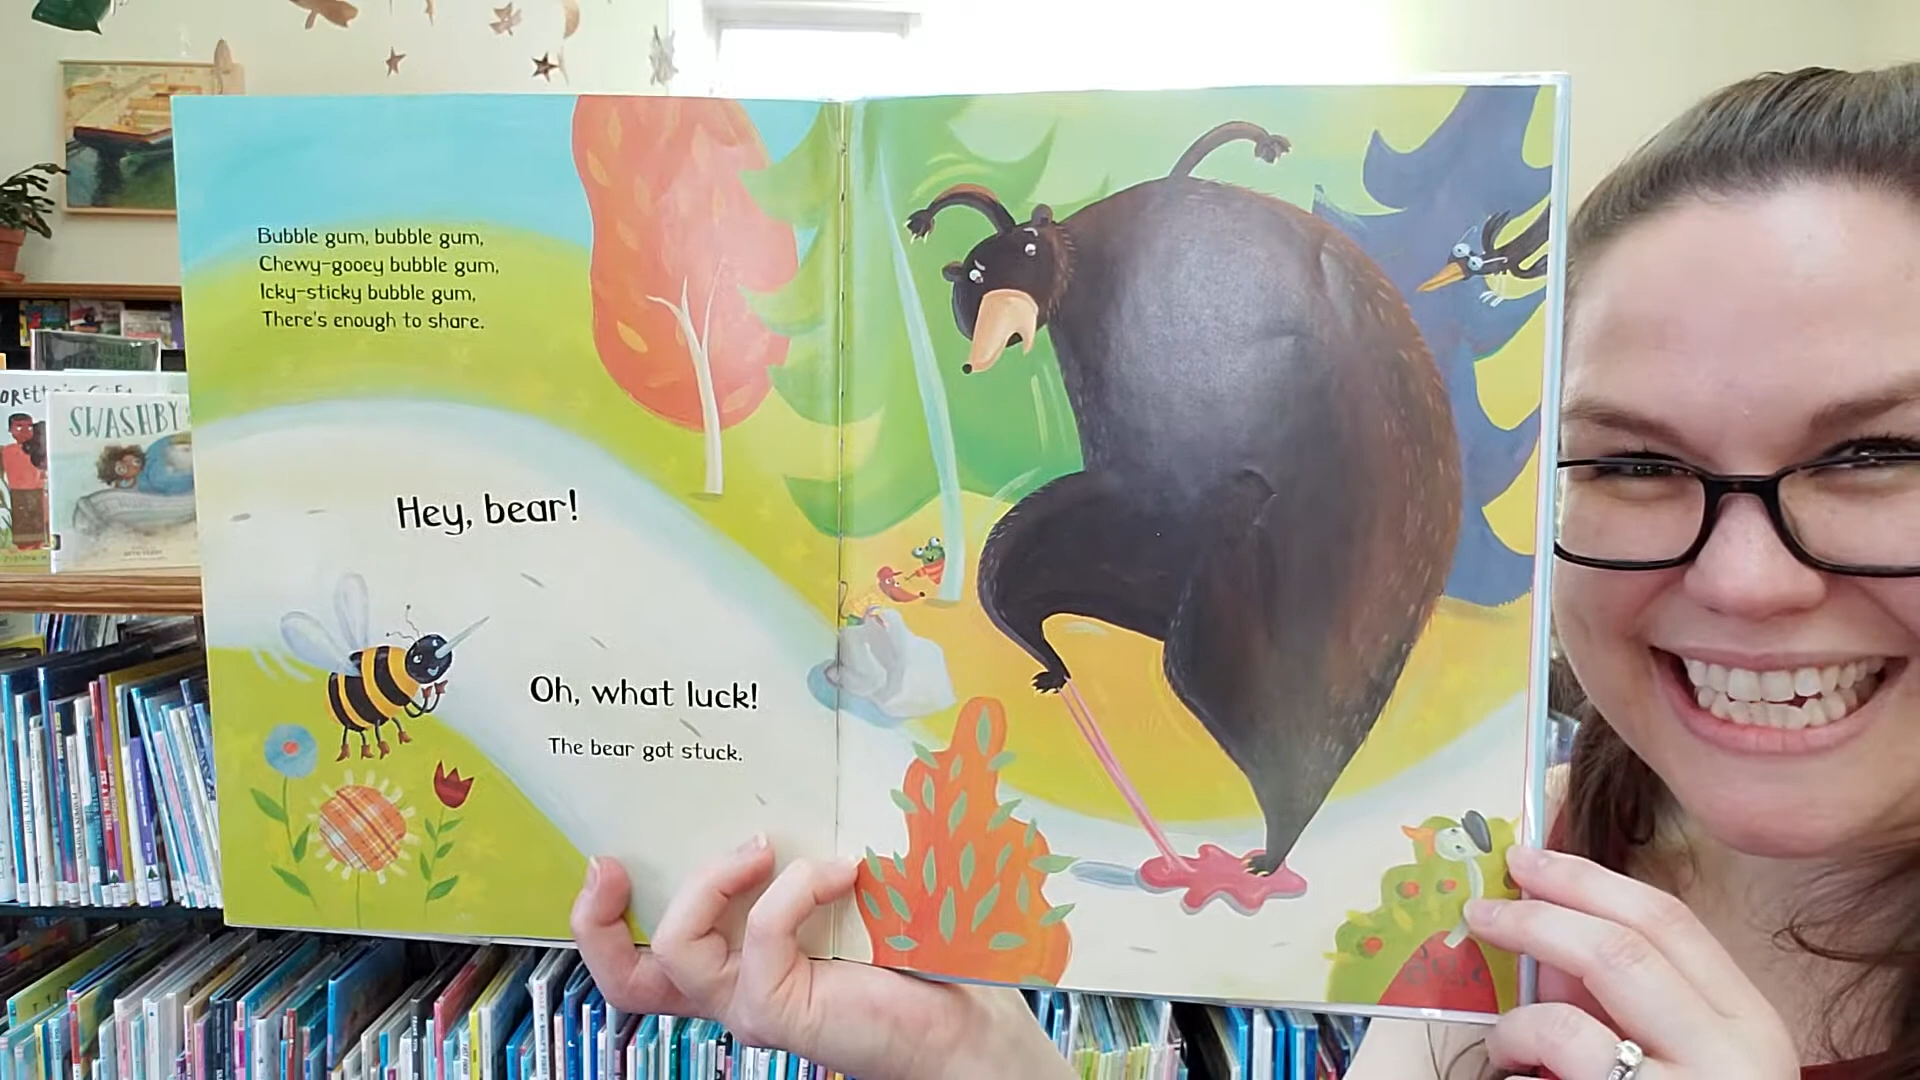 Bubble gum, bubble gum,
Chewy-gooey bubble gum,
Icky-sticky bubble gum,
There's enough to share.
Hey, bear!
Oh, what luck!
The bear got stuck.
SWASHBY